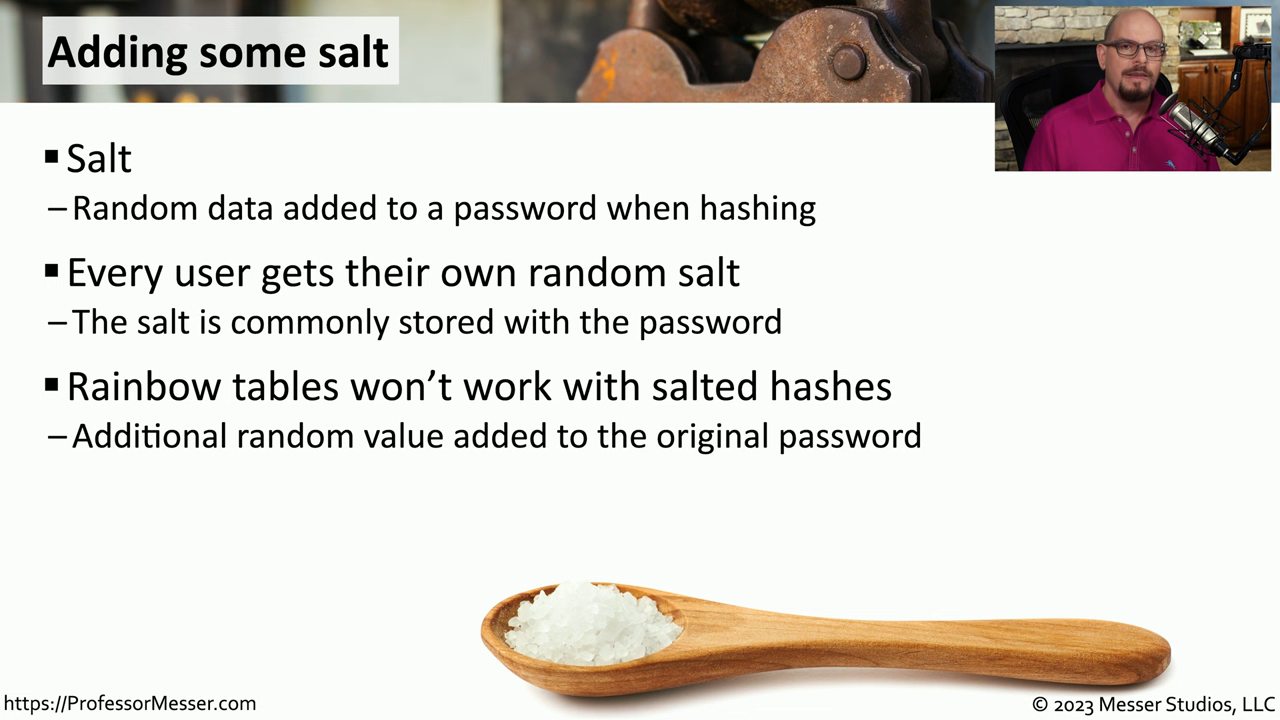 Adding some salt
▪ Salt
– Random data added to a password when hashing
▪ Every user gets their own random salt
– The salt is commonly stored with the password
▪ Rainbow tables won’t work with salted hashes
– Additional random value added to the original password
https://ProfessorMesser.com
© 2023 Messer Studios, LLC